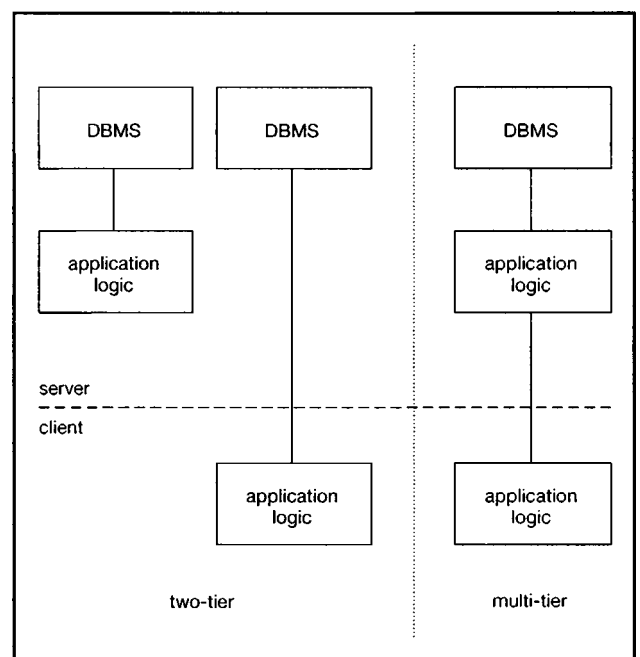 DBMS
DBMS
DBMS
application
logic
application
logic
server
client
application
logic
application
logic
two-tier
multi-tier